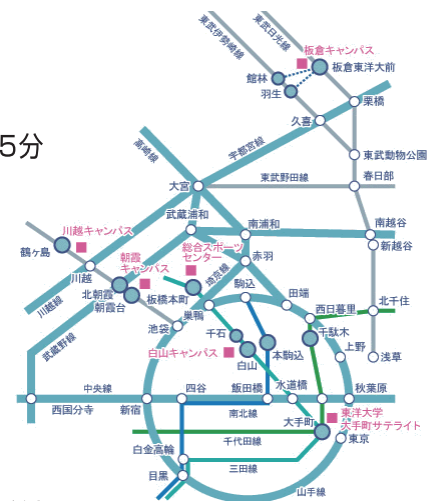 東武伊勢崎線
東武日光線
板倉キャンパス
板倉東洋大前
館林
羽生
栗橋
久喜
5分
高崎線
宇都宮線
東武動物公園
大宮
東武野田線
春日部
武蔵浦和
南浦和
南越谷
新越谷
川越キャンパス
鶴ヶ島
総合スポーツ
センター
赤羽
朝霞
キャンパス
川越
埼京線
北朝霞
朝霞台
板橋本町
駒込
田端
川越線
巣鴨
西日暮里
北千住
武蔵野線
池袋
千石
千駄木
白山キャンパス
白山
本駒込
上野
浅草
中央線
四谷
飯田橋
水道橋
秋葉原
西国分寺
新宿
南北線
大手町
東洋大学
大手町サテライト
千代田線
東京
白金高輪
三田線
目黒
山手線